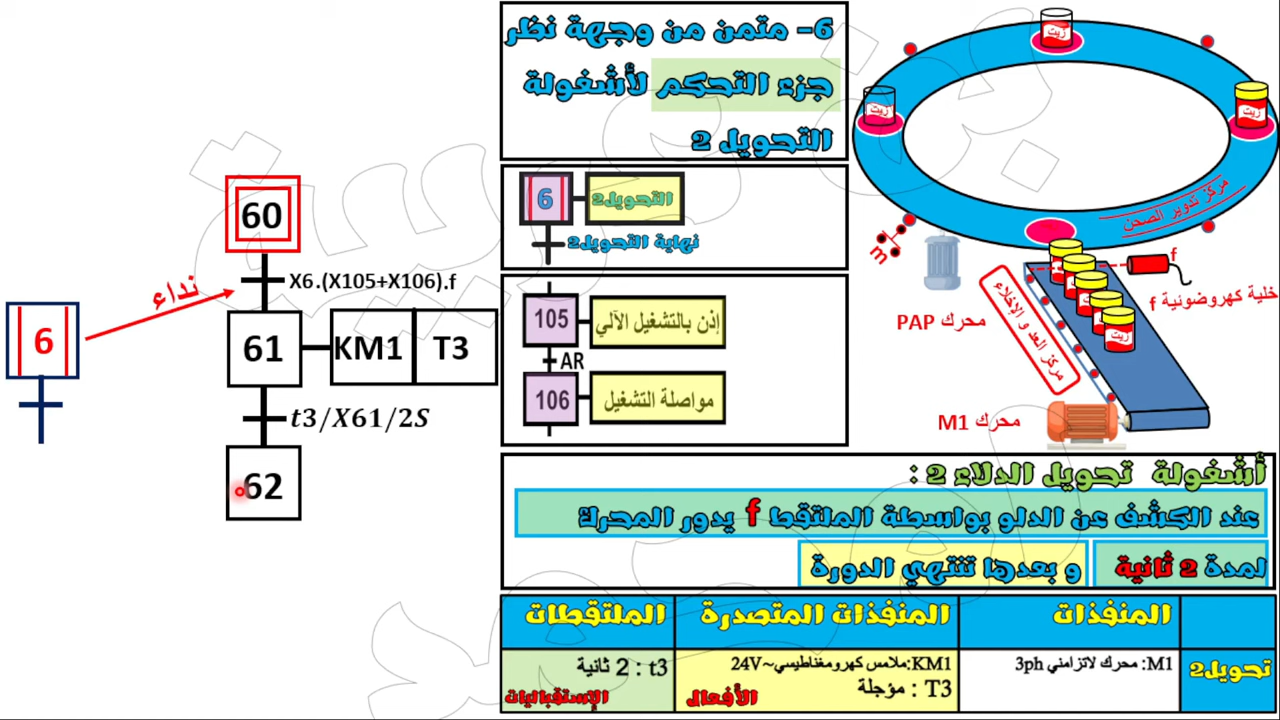 6- متمن من وجهة نظر
جزء التحكم لأشغولة
التحويل 2
6
التحويل2
نهاية التحويل2
105
إذن بالتشغيل الآلي
AR
106
مواصلة التشغيل
60
X6.(X105+X106).f
نداء
6
61
KM1
T3
t3/X61/2S
62
زيت
زيت
زيت
مركز تدوير الصحن
m
f
خلية كهروضوئية f
محرك PAP
مركز العد و الإخلاء
زيت
محرك M1
أشغولة تحويل الدلاء 2 :
عند الكشف عن الدلو بواسطة الملتقط f يدور المحرك
لمدة 2 ثانية و بعدها تنتهي الدورة
المنفذات
المنفذات المتصدرة
الملتقطات
تحويل2
M1: محرك لاتزامني 3ph
KM1:ملامس كهرومغناطيسي~24V
T3 : مؤجلة
الأفعال
t3 : 2 ثانية
الإستقباليات